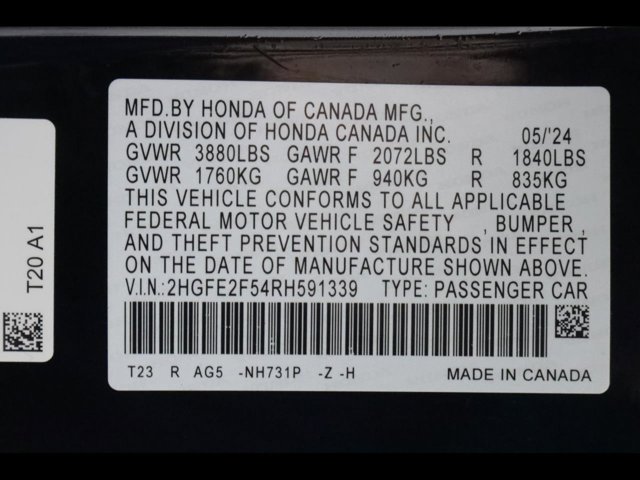 MFD.BY HONDA OF CANADA MFG.,
A DIVISION OF HONDA CANADA INC. 05/'24
GVWR 3880LBS GAWR F 2072LBS R 1840LBS
GVWR 1760KG GAWR F 940KG R 835KG
THIS VEHICLE CONFORMS TO ALL APPLICABLE
FEDERAL MOTOR VEHICLE SAFETY , BUMPER ,
AND THEFT PREVENTION STANDARDS IN EFFECT
ON THE DATE OF MANUFACTURE SHOWN ABOVE.
V.I.N.:2HGFE2F54RH591339 TYPE: PASSENGER CAR
T23 R AG5 -NH731P -Z -H MADE IN CANADA
T20 A1